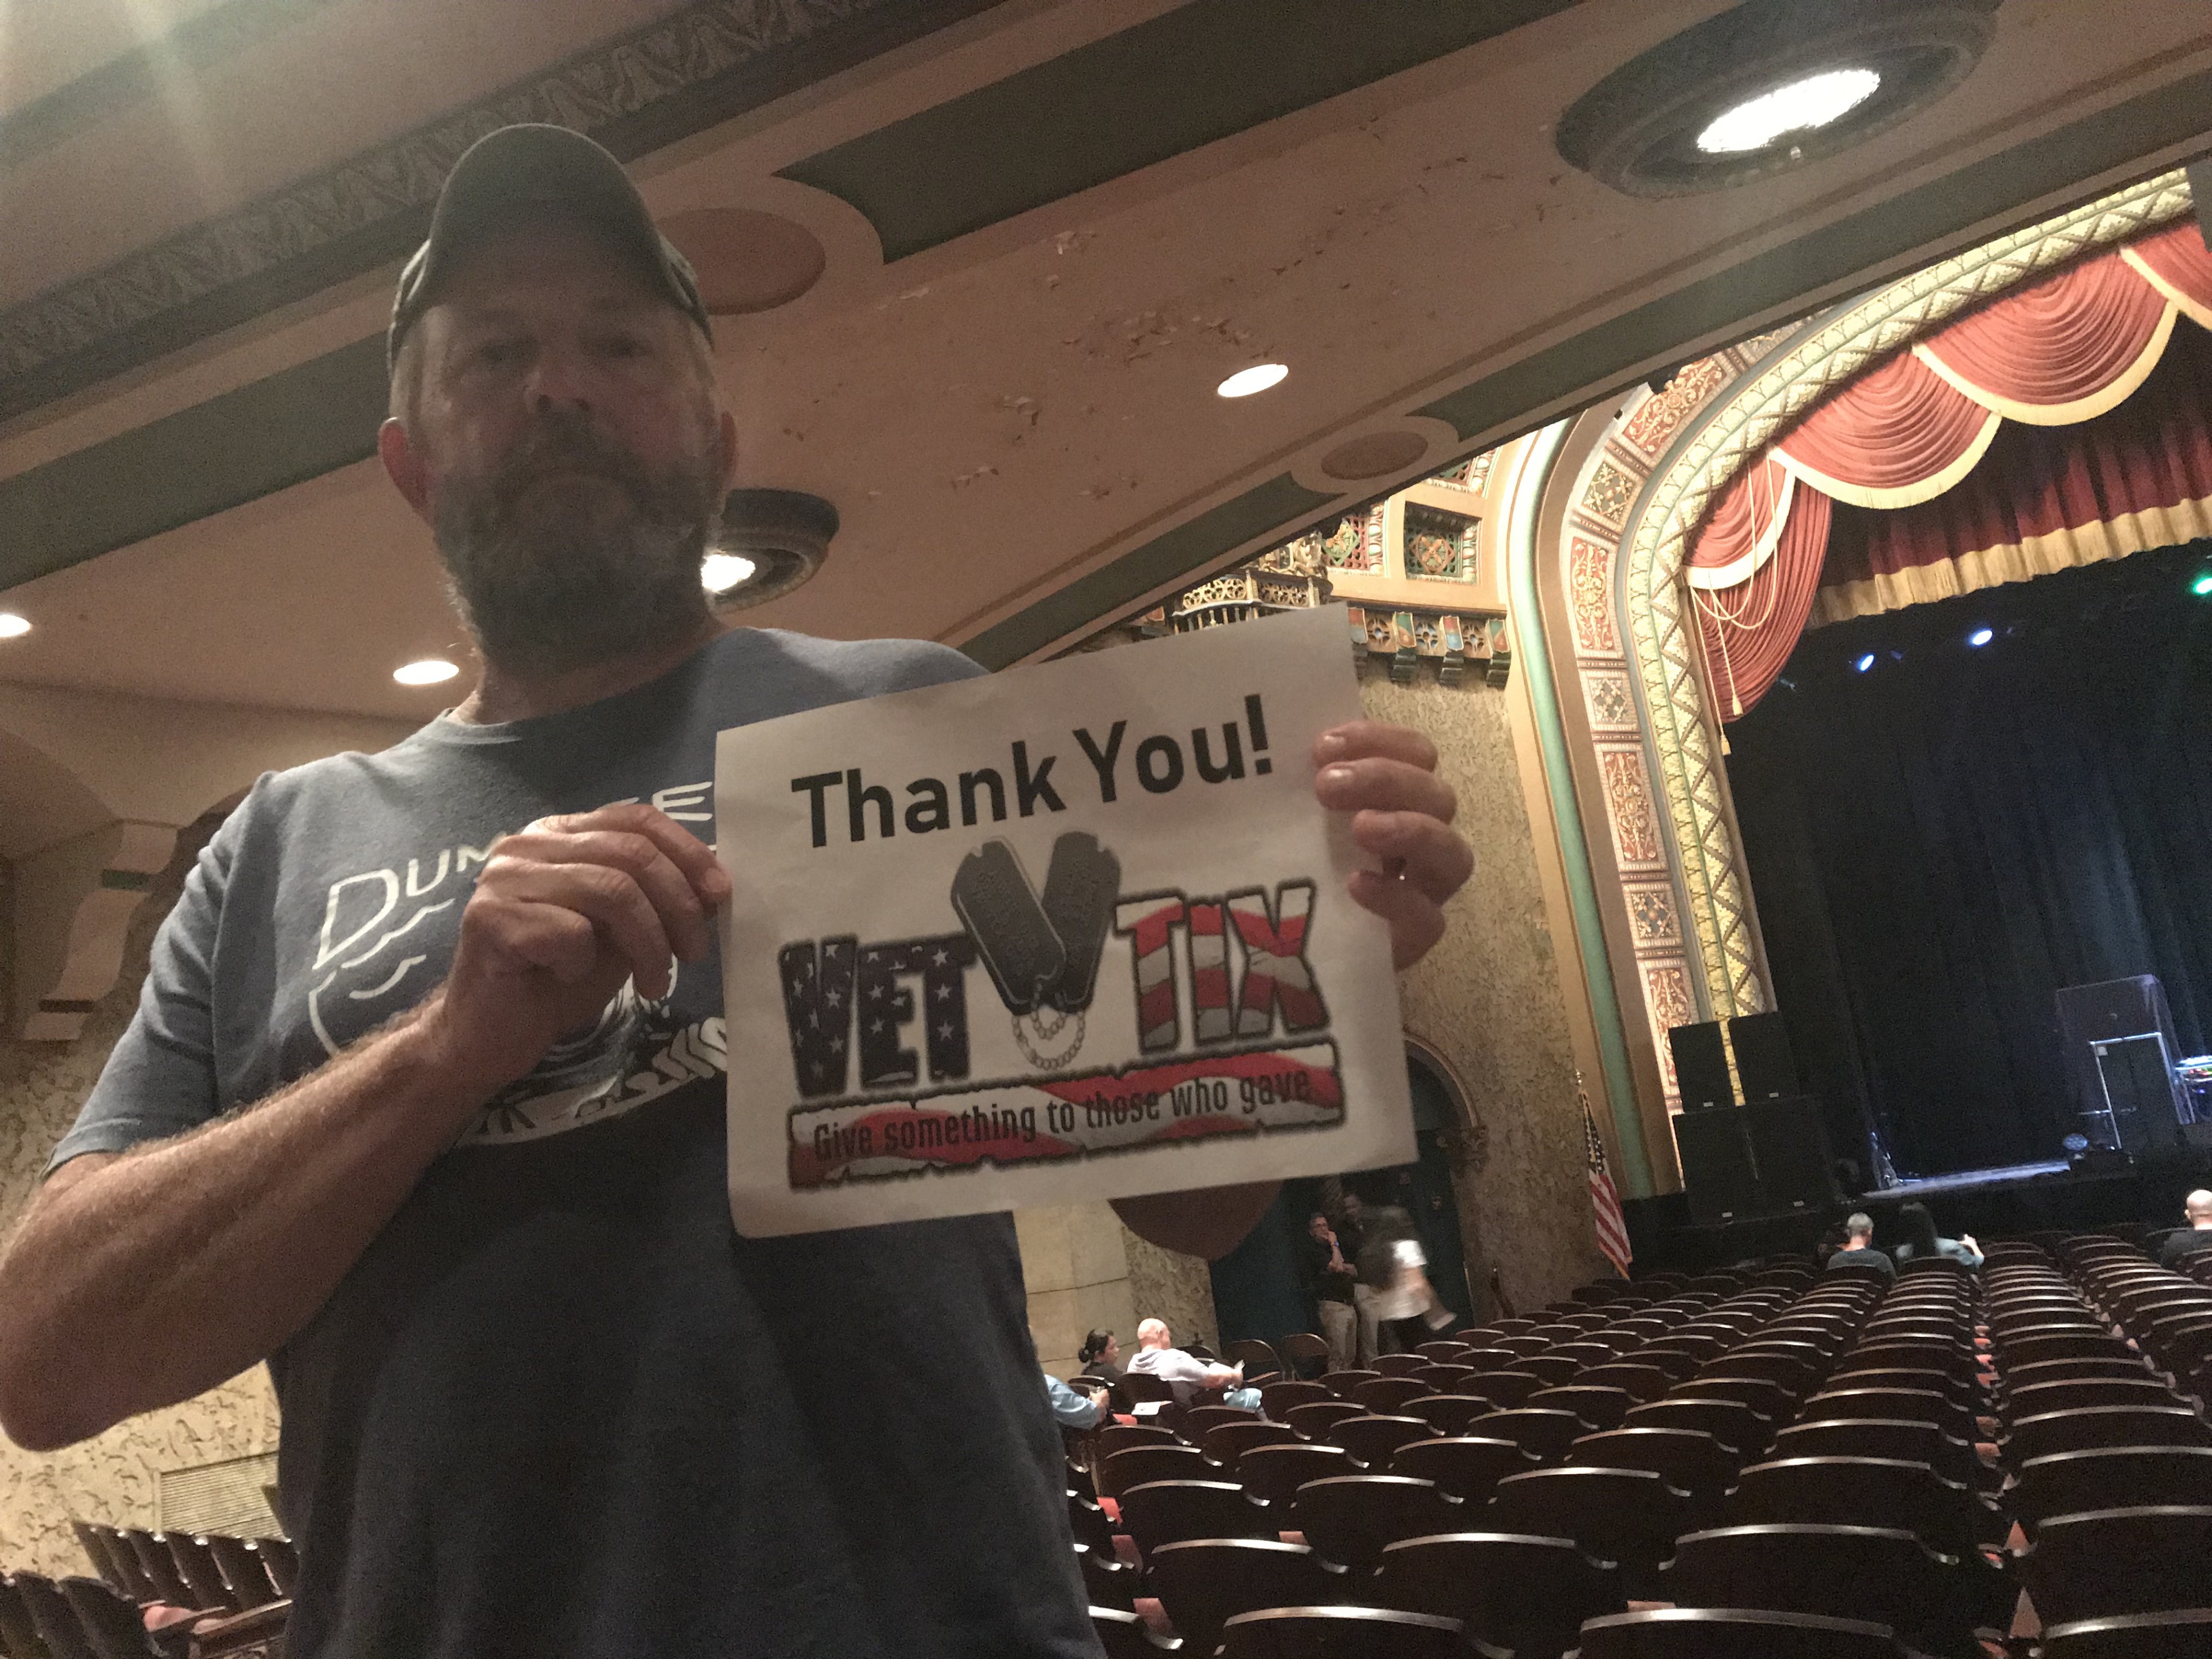 Thank You!
VET TIX
Give something to those who gave